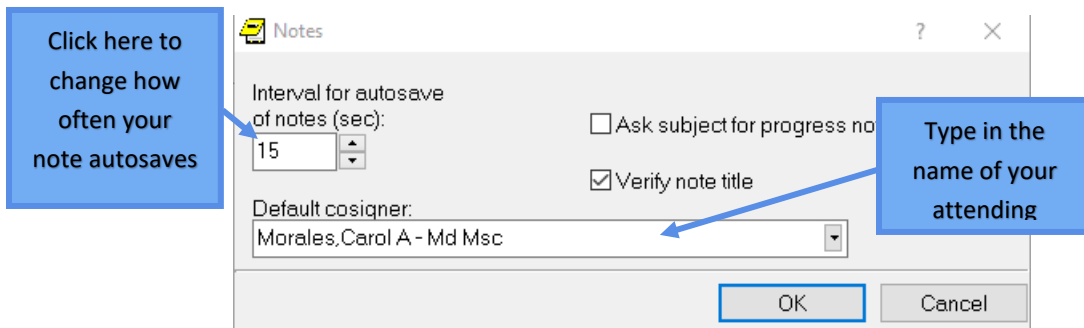 Click here to
change how
often your
note autosaves
Notes
Interval for autosave
of notes (sec):
15
Ask subject for progress
Verify note title
Default cosigner:
Morales,Carol A - Md Msc
Type in the
name of your
attending
OK
Cancel